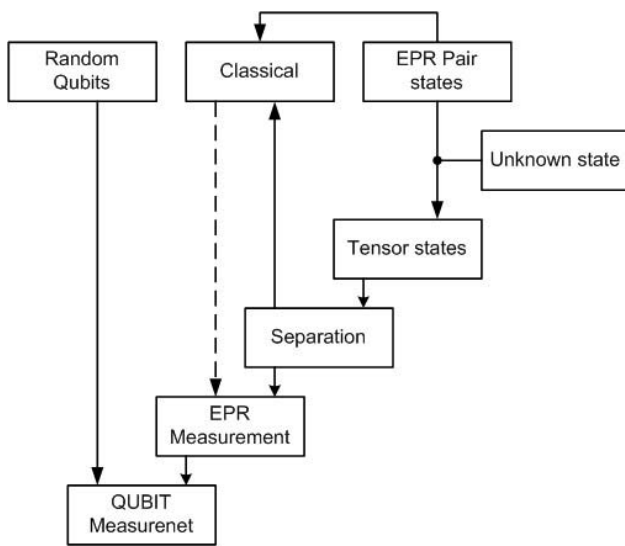 Random
Qubits
Classical
EPR Pair
states
Unknown state
Tensor states
Separation
EPR
Measurement
QUBIT
Measurenet